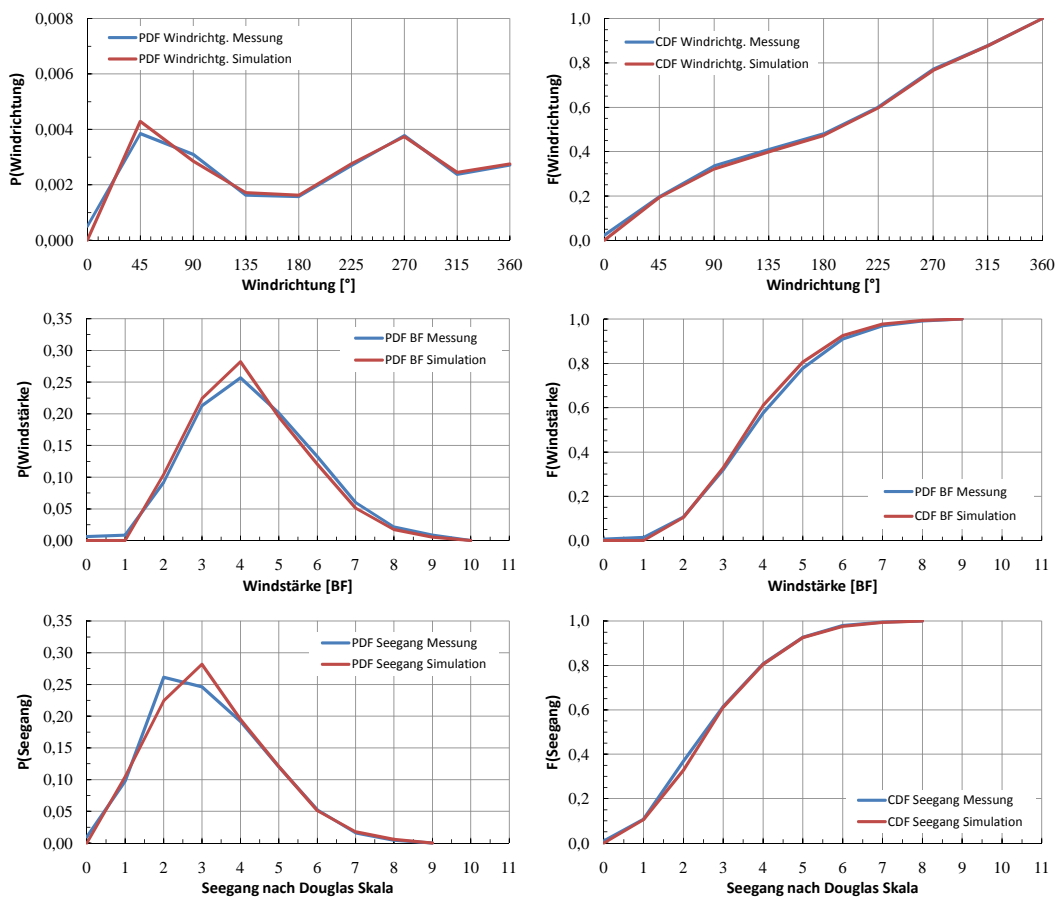 P(Windrichtung)
0,008
0,006
0,004
0,002
0,000
PDF Windrichtg. Messung
PDF Windrichtg. Simulation
0 45 90 135 180 225 270 315 360
Windrichtung [°]
F(Windrichtung)
1,0
0,8
0,6
0,4
0,2
0,0
CDF Windrichtg. Messung
CDF Windrichtg. Simulation
0 45 90 135 180 225 270 315 360
Windrichtung [°]
P(Windstärke)
0,35
0,30
0,25
0,20
0,15
0,10
0,05
0,00
PDF BF Messung
PDF BF Simulation
0 1 2 3 4 5 6 7 8 9 10 11
Windstärke [BF]
F(Windstärke)
1,0
0,8
0,6
0,4
0,2
0,0
PDF BF Messung
CDF BF Simulation
0 1 2 3 4 5 6 7 8 9 10 11
Windstärke [BF]
P(Seegang)
0,35
0,30
0,25
0,20
0,15
0,10
0,05
0,00
PDF Seegang Messung
PDF Seegang Simulation
0 1 2 3 4 5 6 7 8 9 10 11
Seegang nach Douglas Skala
F(Seegang)
1,0
0,8
0,6
0,4
0,2
0,0
CDF Seegang Messung
CDF Seegang Simulation
0 1 2 3 4 5 6 7 8 9 10 11
Seegang nach Douglas Skala